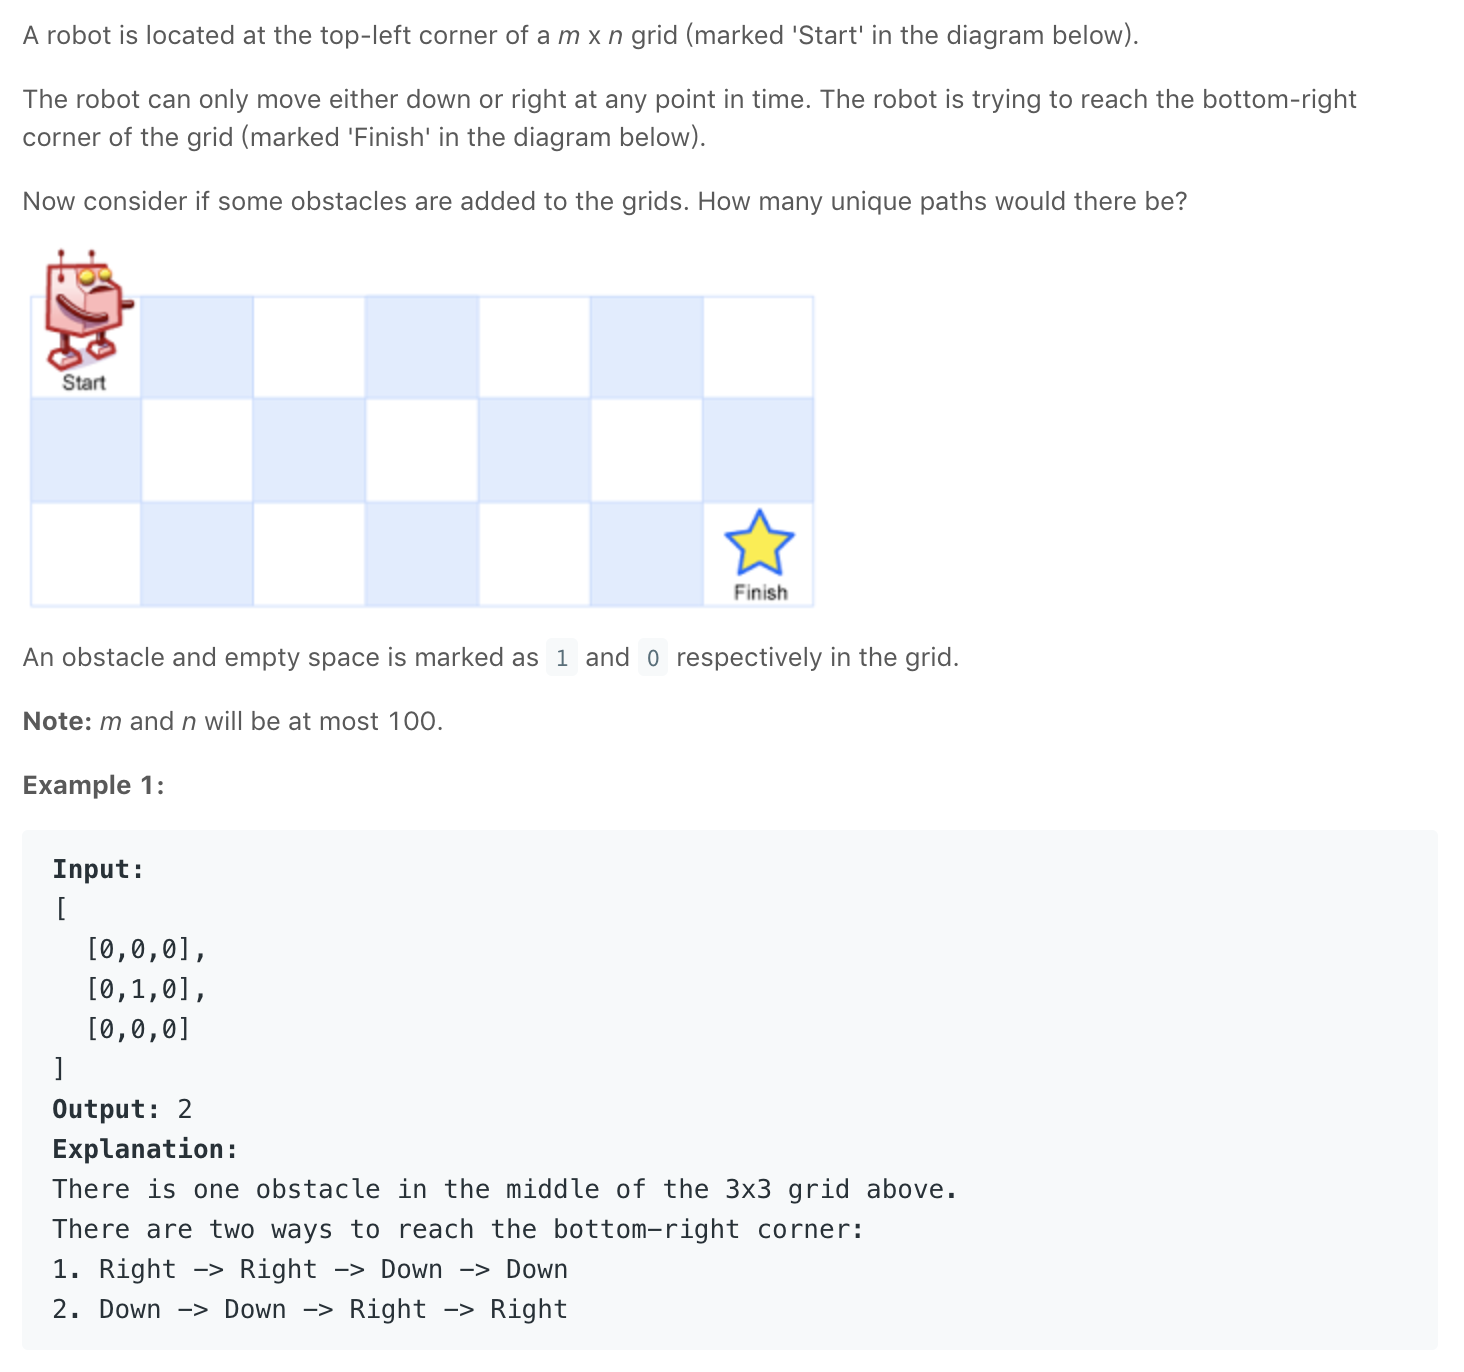 A robot is located at the top-left corner of a m x n grid (marked 'Start' in the diagram below).
The robot can only move either down or right at any point in time. The robot is trying to reach the bottom-right
corner of the grid (marked 'Finish' in the diagram below).
Now consider if some obstacles are added to the grids. How many unique paths would there be?
Start
Finish
An obstacle and empty space is marked as 1 and 0 respectively in the grid.
Note: m and n will be at most 100.
Example 1:
Input:
[
  [0,0,0],
  [0,1,0],
  [0,0,0]
]
Output: 2
Explanation:
There is one obstacle in the middle of the 3x3 grid above.
There are two ways to reach the bottom-right corner:
1. Right -> Right -> Down -> Down
2. Down -> Down -> Right -> Right